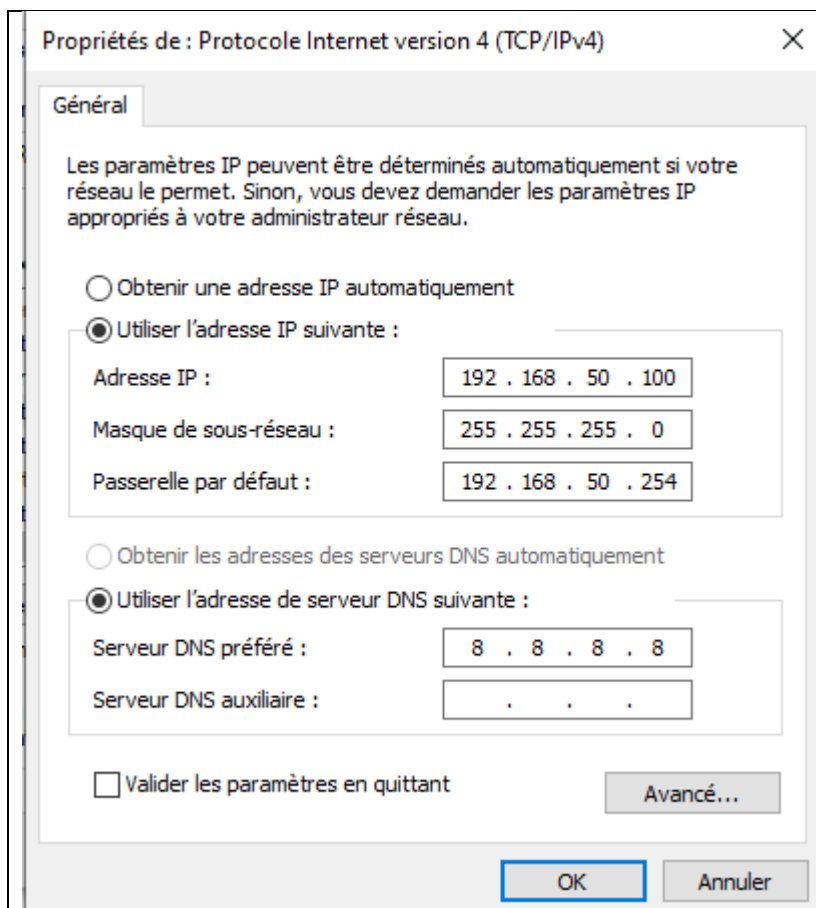 Propriétés de : Protocole Internet version 4 (TCP/IPv4)
Général
Les paramètres IP peuvent être déterminés automatiquement si votre
réseau le permet. Sinon, vous devez demander les paramètres IP
appropriés à votre administrateur réseau.
Obtenir une adresse IP automatiquement
Utiliser l'adresse IP suivante :
Adresse IP : 192 . 168 . 50 . 100
Masque de sous-réseau : 255 . 255 . 255 . 0
Passerelle par défaut : 192 . 168 . 50 . 254
Obtenir les adresses des serveurs DNS automatiquement
Utiliser l'adresse de serveur DNS suivante :
Serveur DNS préféré : 8 . 8 . 8 . 8
Serveur DNS auxiliaire : . . .
Valider les paramètres en quittant
Avancé...
OK Annuler